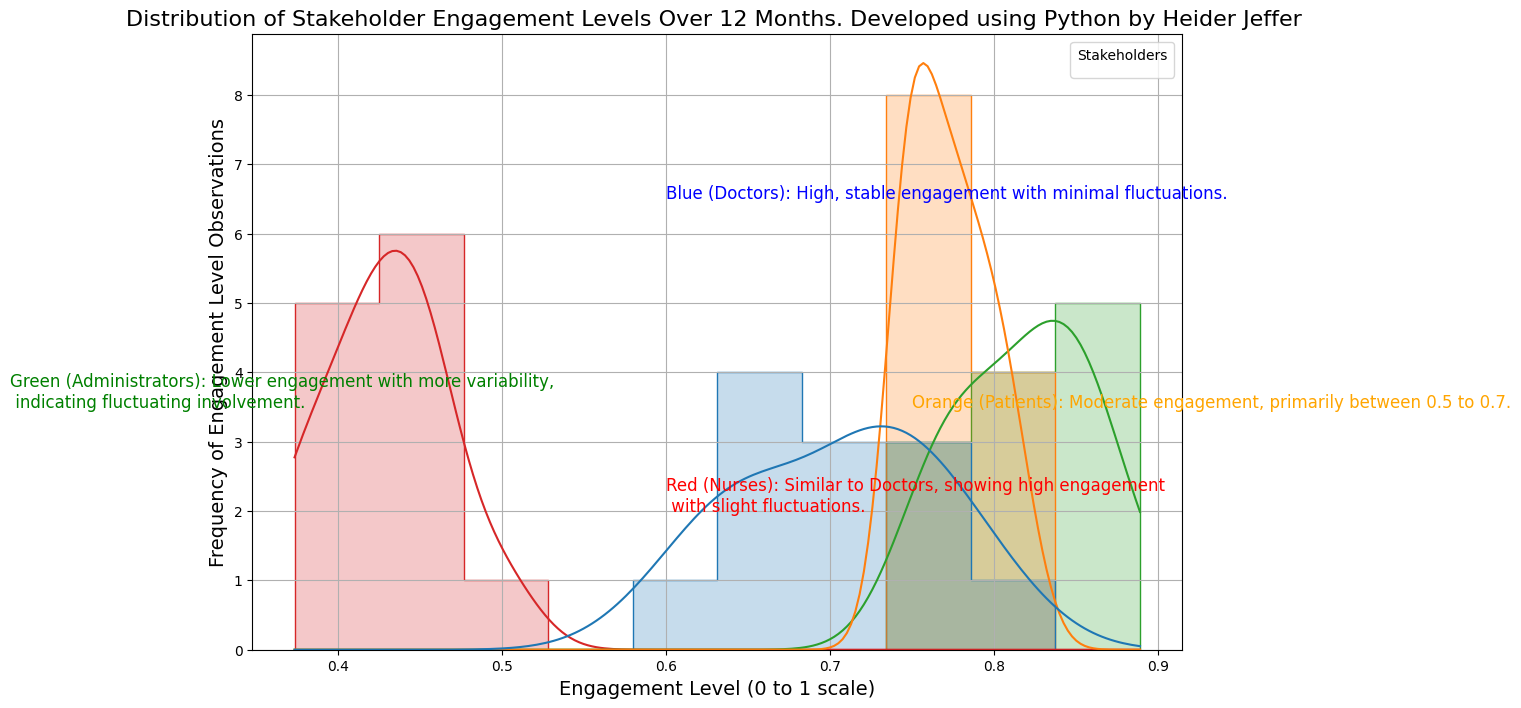 Distribution of Stakeholder Engagement Levels Over 12 Months. Developed using Python by Heider Jeffer
Stakeholders
Frequency of Engagement Level Observations
8
7
6
5
4
3
2
1
0
Blue (Doctors): High, stable engagement with minimal fluctuations.
Green (Administrators): Lower engagement with more variability,
indicating fluctuating involvement.
Orange (Patients): Moderate engagement, primarily between 0.5 to 0.7.
Red (Nurses): Similar to Doctors, showing high engagement
with slight fluctuations.
0.4
0.5
0.6
0.7
0.8
0.9
Engagement Level (0 to 1 scale)